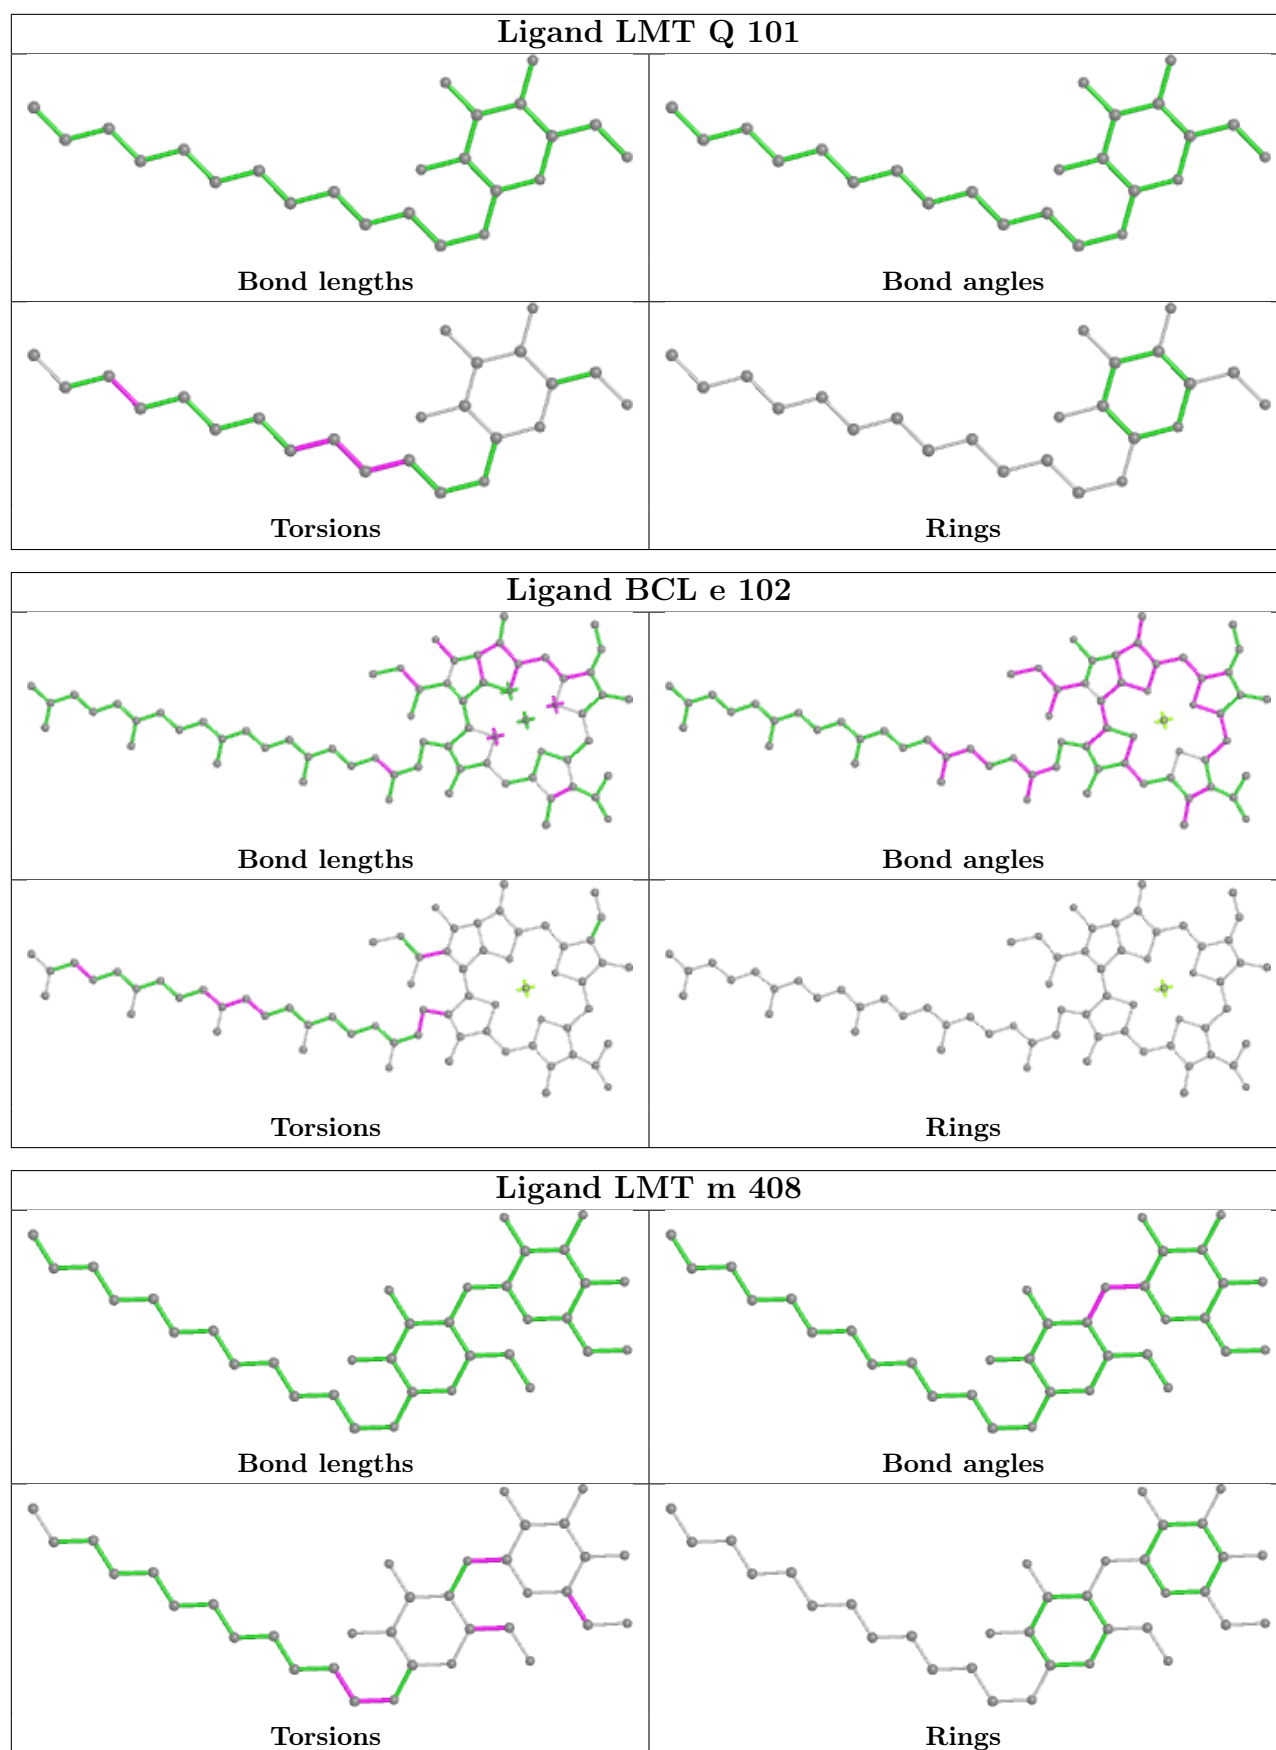 Ligand LMT Q 101
Bond lengths
Bond angles
Torsions
Rings
Ligand BCL e 102
Bond lengths
Bond angles
Torsions
Rings
Ligand LMT m 408
Bond lengths
Bond angles
Torsions
Rings